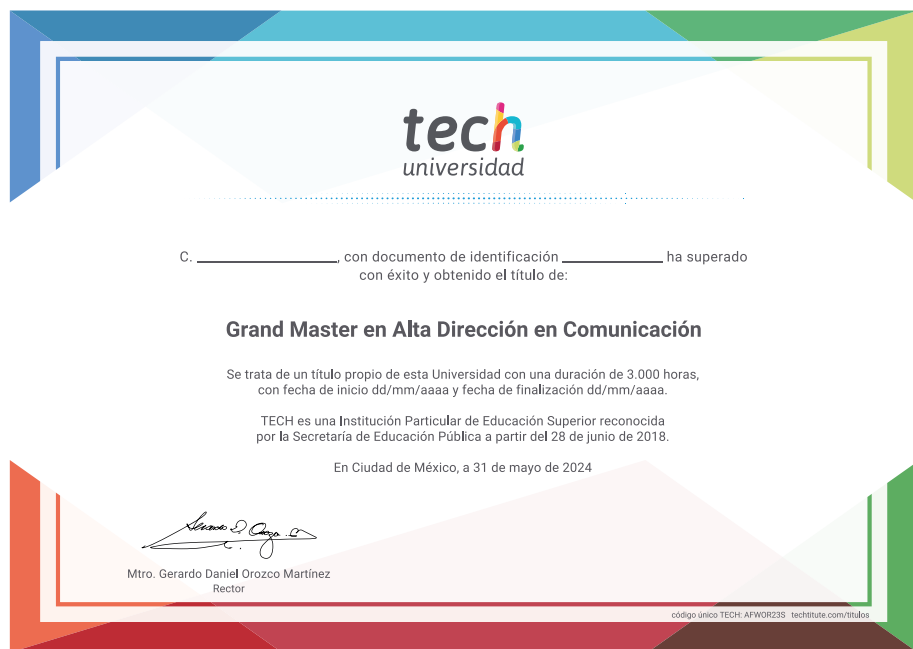 tech
universidad
C. ____________, con documento de identificación ____________ ha superado
con éxito y obtenido el título de:
Grand Master en Alta Dirección en Comunicación
Se trata de un título propio de esta Universidad con una duración de 3.000 horas,
con fecha de inicio dd/mm/aaaa y fecha de finalización dd/mm/aaaa.
TECH es una Institución Particular de Educación Superior reconocida
por la Secretaría de Educación Pública a partir del 28 de junio de 2018.
En Ciudad de México, a 31 de mayo de 2024
Mtro. Gerardo Daniel Orozco Martínez
Rector
código único TECH: AFWOR23S techtitute.com/titulos